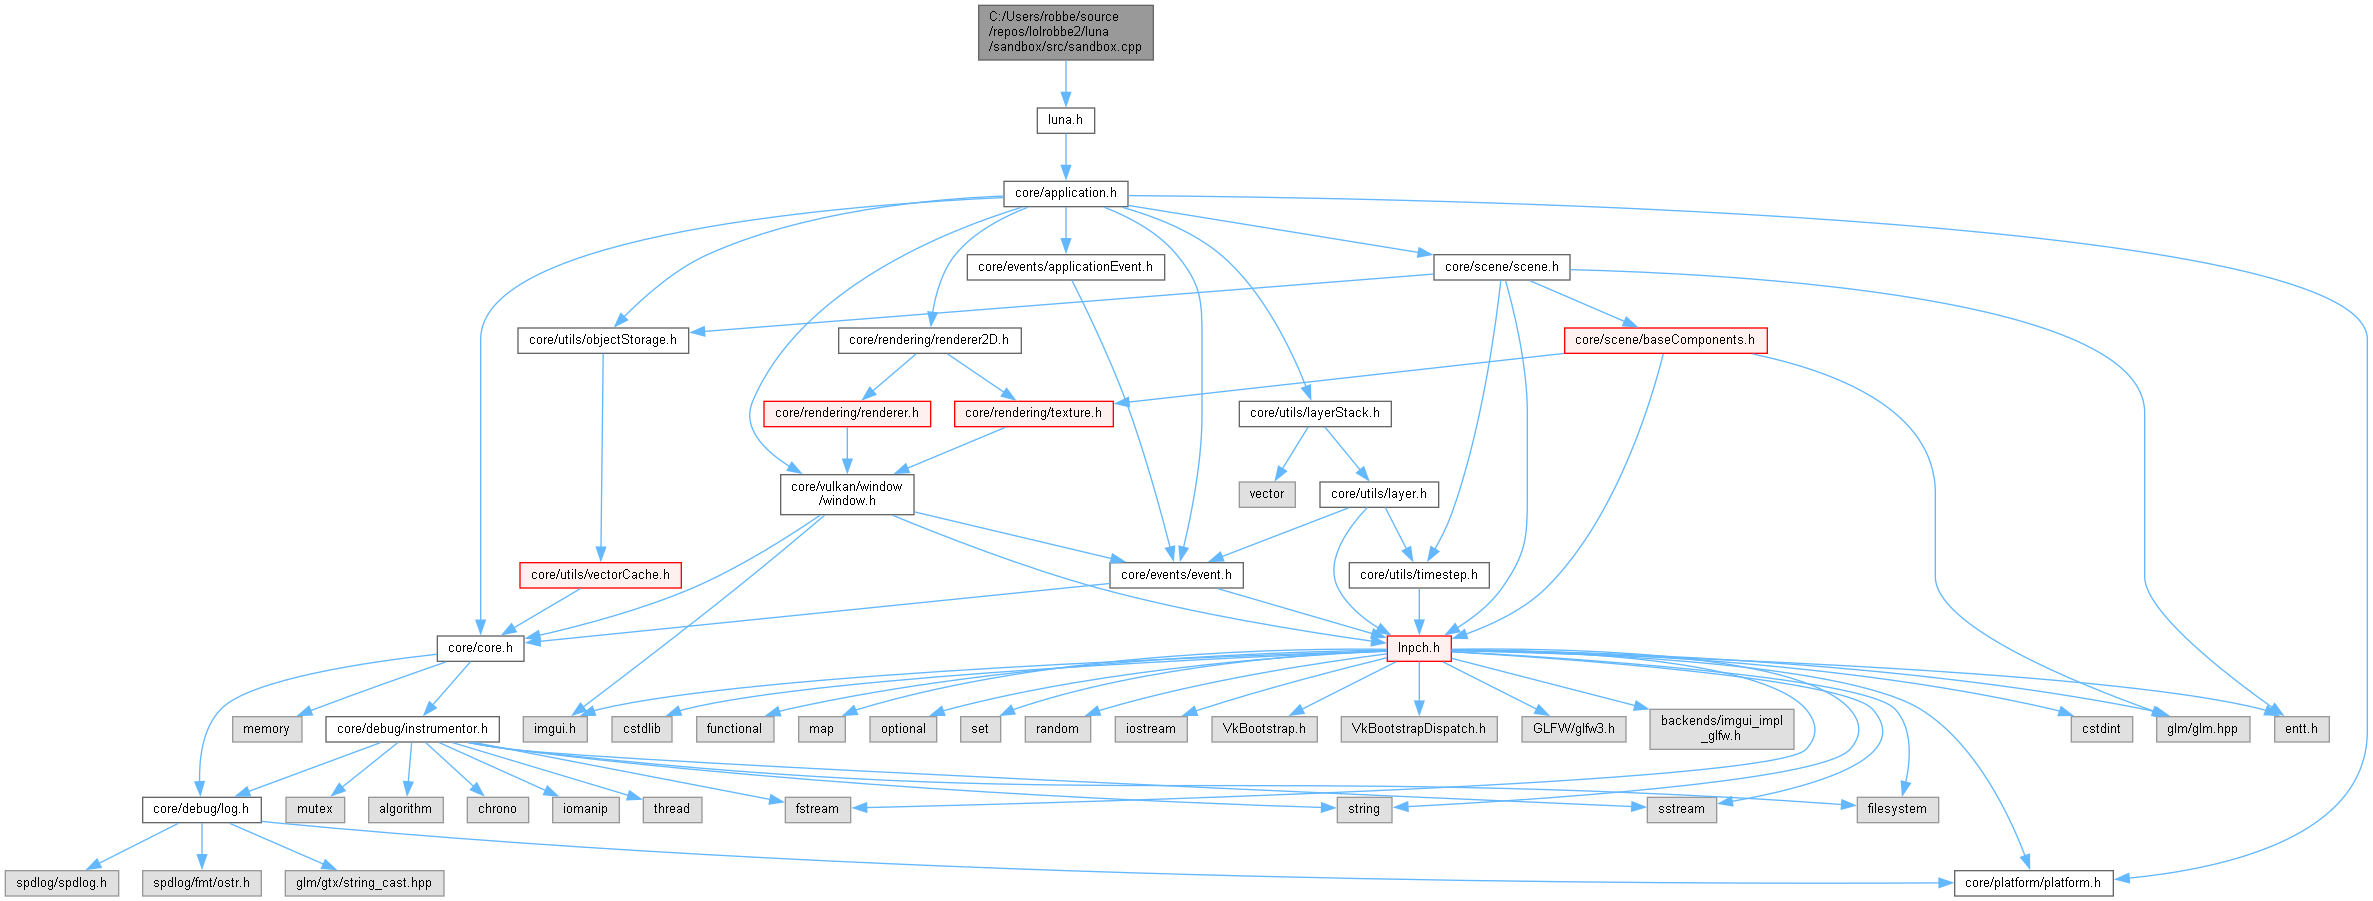 C:/Users/robbe/source
/repos/lolrobbe2/luna
/sandbox/src/sandbox.cpp
luna.h
core/application.h
core/events/applicationEvent.h
core/scene/scene.h
core/utils/objectStorage.h
core/rendering/renderer2D.h
core/scene/baseComponents.h
core/rendering/renderer.h
core/rendering/texture.h
core/utils/layerStack.h
core/vulkan/window
/window.h
vector
core/utils/layer.h
core/utils/vectorCache.h
core/events/event.h
core/utils/timestep.h
core/core.h
lnpch.h
memory
core/debug/instrumentor.h
imgui.h
cstdlib
functional
map
optional
set
random
iostream
VkBootstrap.h
VkBootstrapDispatch.h
GLFW/glfw3.h
backends/imgui_impl
_glfw.h
cstdint
glm/glm.hpp
entt.h
core/debug/log.h
mutex
algorithm
chrono
iomanip
thread
fstream
string
sstream
filesystem
spdlog/spdlog.h
spdlog/fmt/ostr.h
glm/gtx/string_cast.hpp
core/platform/platform.h